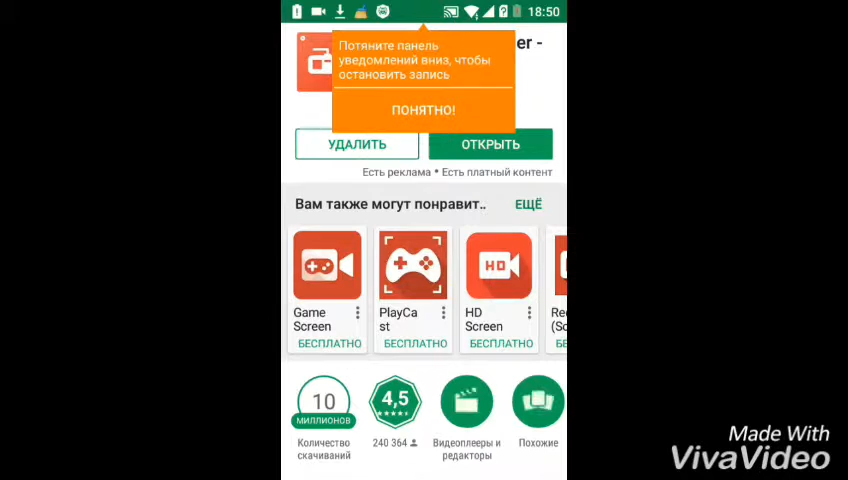 18:50
er -
Потяните панель
уведомлений вниз, чтобы
остановить запись
ПОНЯТНО!
УДАЛИТЬ
ОТКРЫТЬ
Есть реклама • Есть платный контент
Вам также могут понравит..
ЕЩЁ
HD
Game
Screen
БЕСПЛАТНО
PlayCa
st
БЕСПЛАТНО
HD
Screen
БЕСПЛАТНО
Rec
(Sc
БЕ
10
МИЛЛИОНОВ
Количество
скачиваний
4,5
240 364
Видеоплееры и
редакторы
Похожие
Made With
VivaVideo